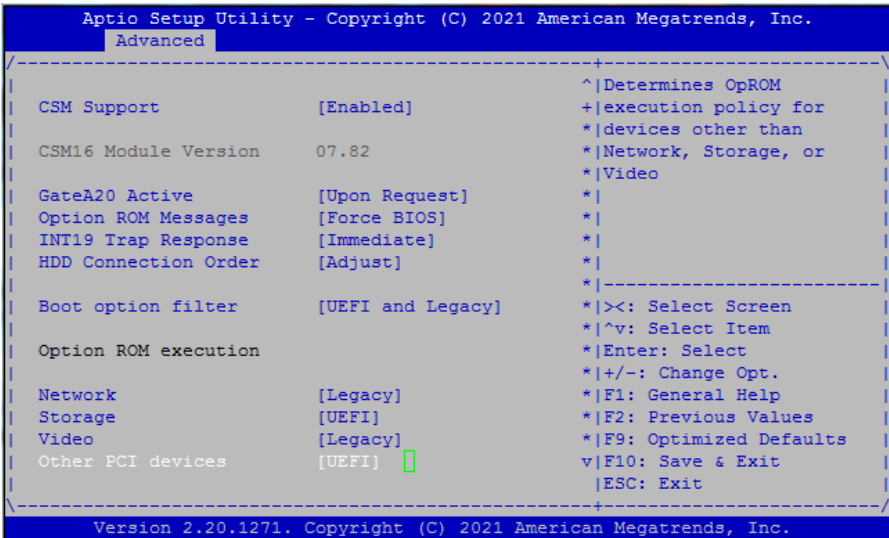 Aptio Setup Utility - Copyright (C) 2021 American Megatrends, Inc.
Advanced
/----------------------------------------------------+-------------------------\
^|Determines OpROM
CSM Support [Enabled] +|execution policy for
*|devices other than
CSM16 Module Version 07.82 *|Network, Storage, or
*|Video
GateA20 Active [Upon Request] *|
Option ROM Messages [Force BIOS] *|
INT19 Trap Response [Immediate] *|
HDD Connection Order [Adjust] *|
*|-------------------------|
Boot option filter [UEFI and Legacy] *|><: Select Screen
*|^v: Select Item
Option ROM execution *|Enter: Select
*|+/-: Change Opt.
Network [Legacy] *|F1: General Help
Storage [UEFI] *|F2: Previous Values
Video [Legacy] *|F9: Optimized Defaults
Other PCI devices [UEFI] v|F10: Save & Exit
|ESC: Exit
\----------------------------------------------------+-------------------------/
Version 2.20.1271. Copyright (C) 2021 American Megatrends, Inc.